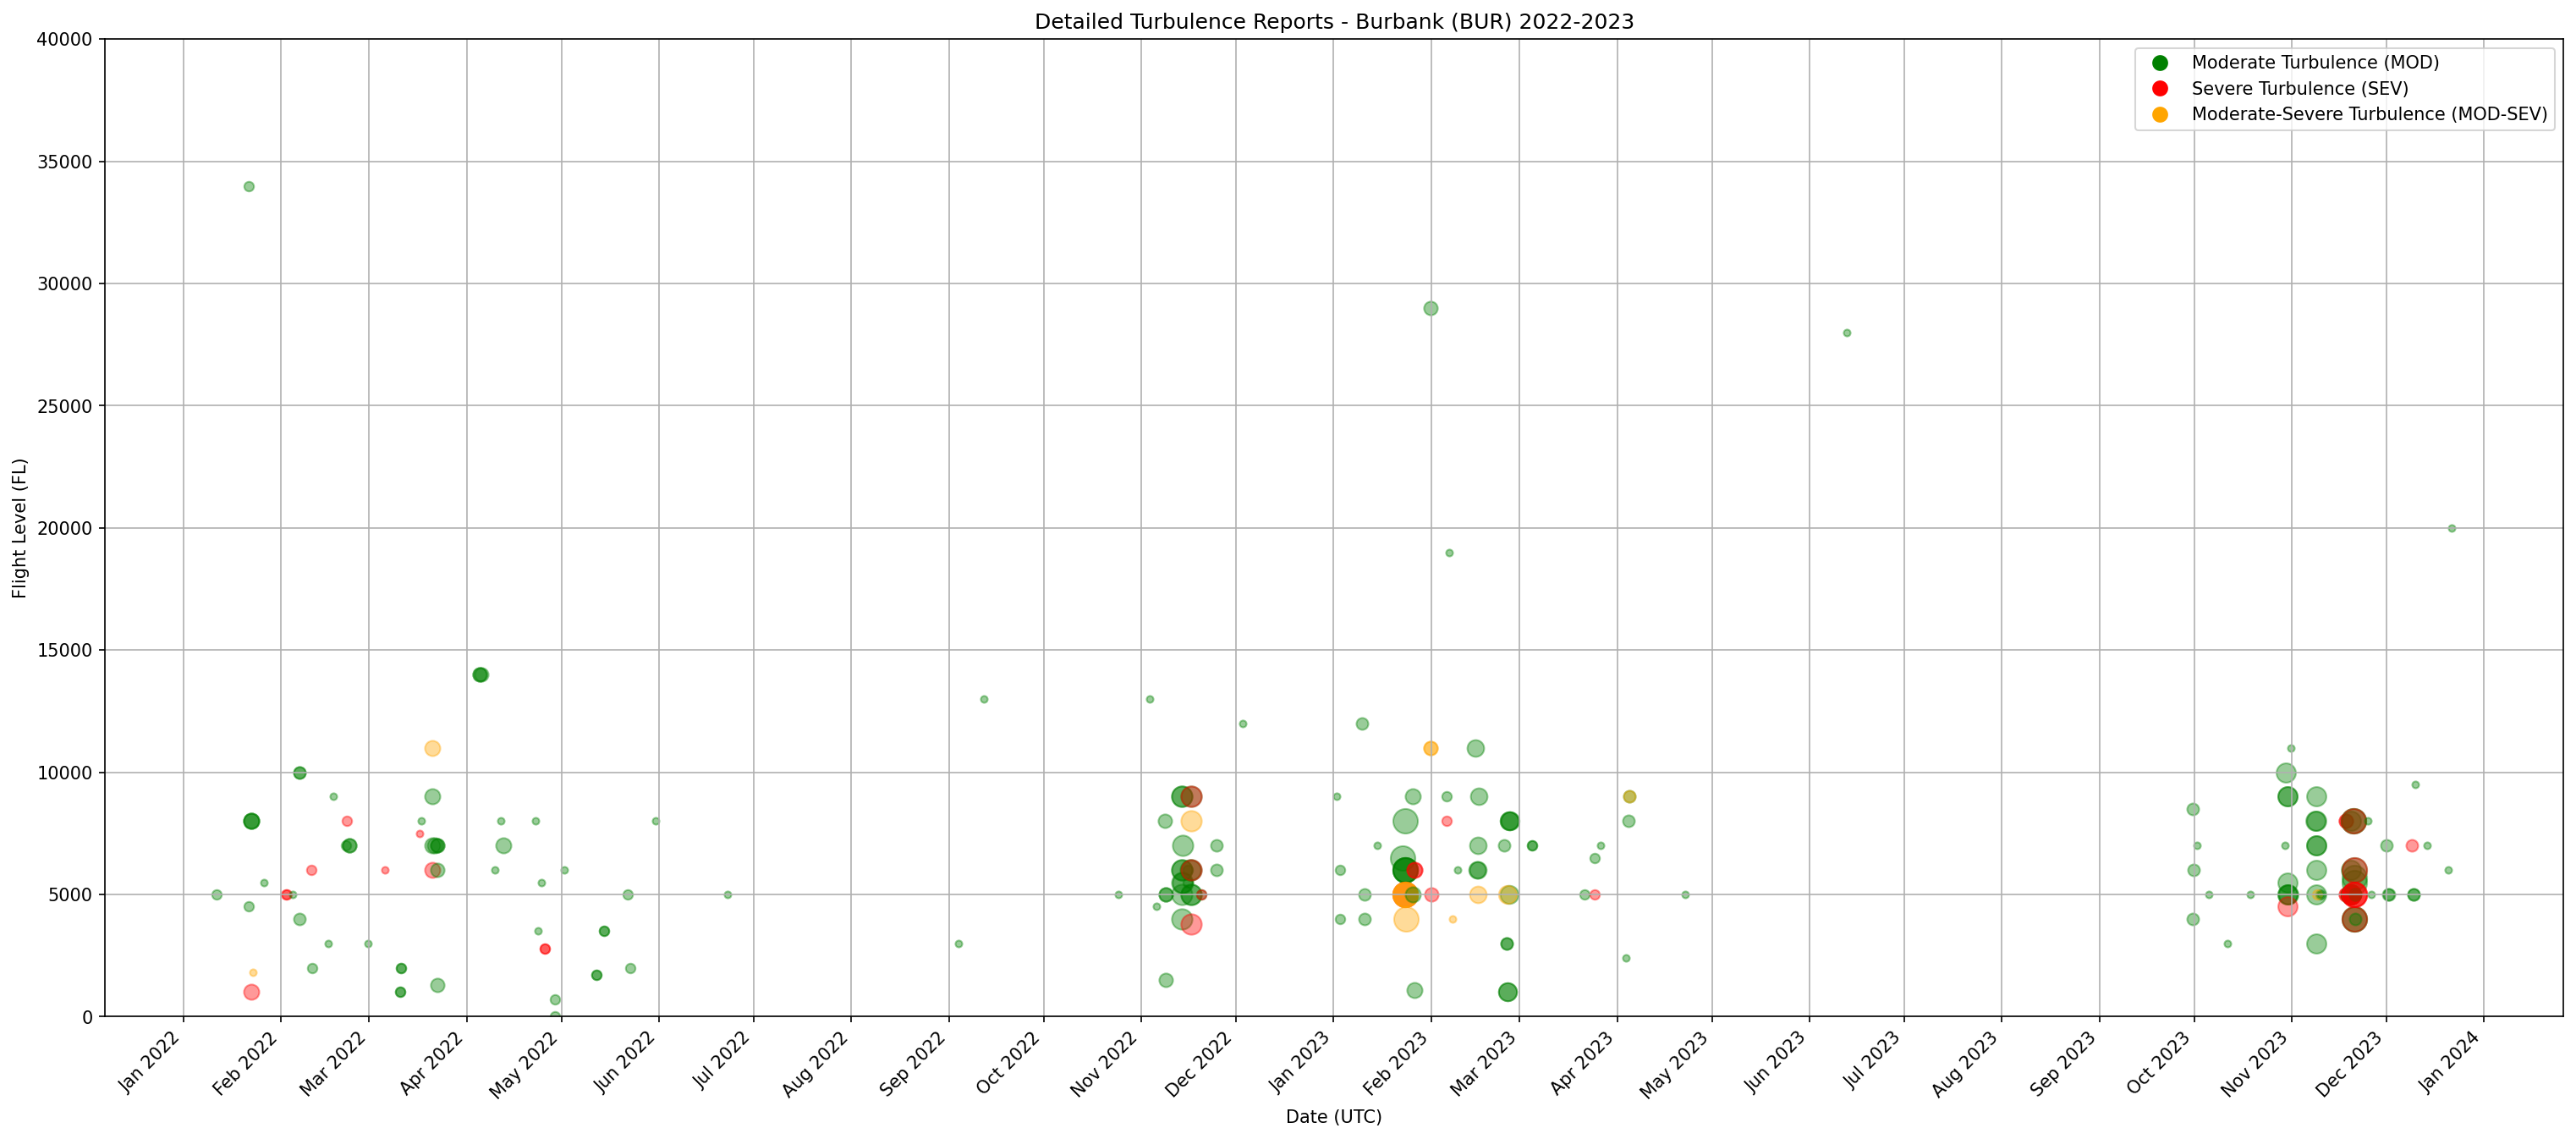 Detailed Turbulence Reports - Burbank (BUR) 2022-2023
Moderate Turbulence (MOD)
Severe Turbulence (SEV)
Moderate-Severe Turbulence (MOD-SEV)
Flight Level (FL)
40000
35000
30000
25000
20000
15000
10000
5000
0
Jan 2022
Feb 2022
Mar 2022
Apr 2022
May 2022
Jun 2022
Jul 2022
Aug 2022
Sep 2022
Oct 2022
Nov 2022
Dec 2022
Jan 2023
Feb 2023
Mar 2023
Apr 2023
May 2023
Jun 2023
Jul 2023
Aug 2023
Sep 2023
Oct 2023
Nov 2023
Dec 2023
Jan 2024
Date (UTC)